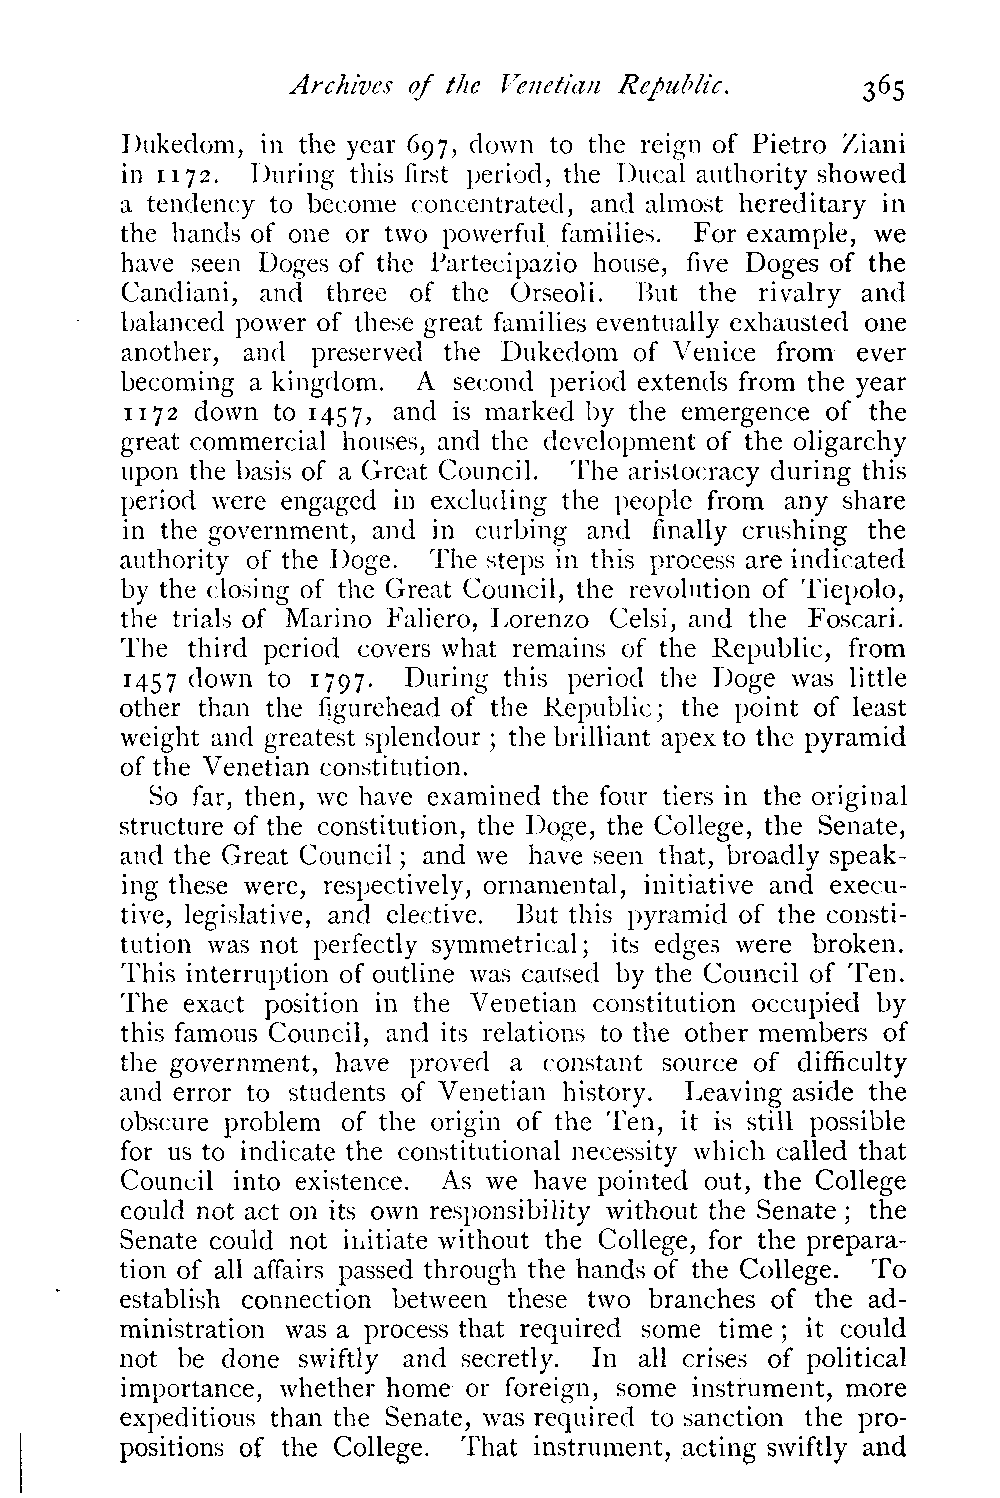 Archives of the Venetian Republic. 365
Dukedom, in the year 697, down to the reign of Pietro Ziani
in 1172. During this first period, the Ducal authority showed
a tendency to become concentrated, and almost hereditary in
the hands of one or two powerful families. For example, we
have seen Doges of the Partecipazio house, five Doges of the
Candiani, and three of the Orseoli. But the rivalry and
balanced power of these great families eventually exhausted one
another, and preserved the Dukedom of Venice from ever
becoming a kingdom. A second period extends from the year
1172 down to 1457, and is marked by the emergence of the
great commercial houses, and the development of the oligarchy
upon the basis of a Great Council. The aristocracy during this
period were engaged in excluding the people from any share
in the government, and in curbing and finally crushing the
authority of the Doge. The steps in this process are indicated
by the closing of the Great Council, the revolution of Tiepolo,
the trials of Marino Faliero, Lorenzo Celsi, and the Foscari.
The third period covers what remains of the Republic, from
1457 down to 1797. During this period the Doge was little
other than the figurehead of the Republic; the point of least
weight and greatest splendour ; the brilliant apex to the pyramid
of the Venetian constitution.
So far, then, we have examined the four tiers in the original
structure of the constitution, the Doge, the College, the Senate,
and the Great Council ; and we have seen that, broadly speak-
ing these were, respectively, ornamental, initiative and execu-
tive, legislative, and elective. But this pyramid of the consti-
tution was not perfectly symmetrical; its edges were broken.
This interruption of outline was caused by the Council of Ten.
The exact position in the Venetian constitution occupied by
this famous Council, and its relations to the other members of
the government, have proved a constant source of difficulty
and error to students of Venetian history. Leaving aside the
obscure problem of the origin of the Ten, it is still possible
for us to indicate the constitutional necessity which called that
Council into existence. As we have pointed out, the College
could not act on its own responsibility without the Senate ; the
Senate could not initiate without the College, for the prepara-
tion of all affairs passed through the hands of the College. To
establish connection between these two branches of the ad-
ministration was a process that required some time ; it could
not be done swiftly and secretly. In all crises of political
importance, whether home or foreign, some instrument, more
expeditious than the Senate, was required to sanction the pro-
positions of the College. That instrument, acting swiftly and